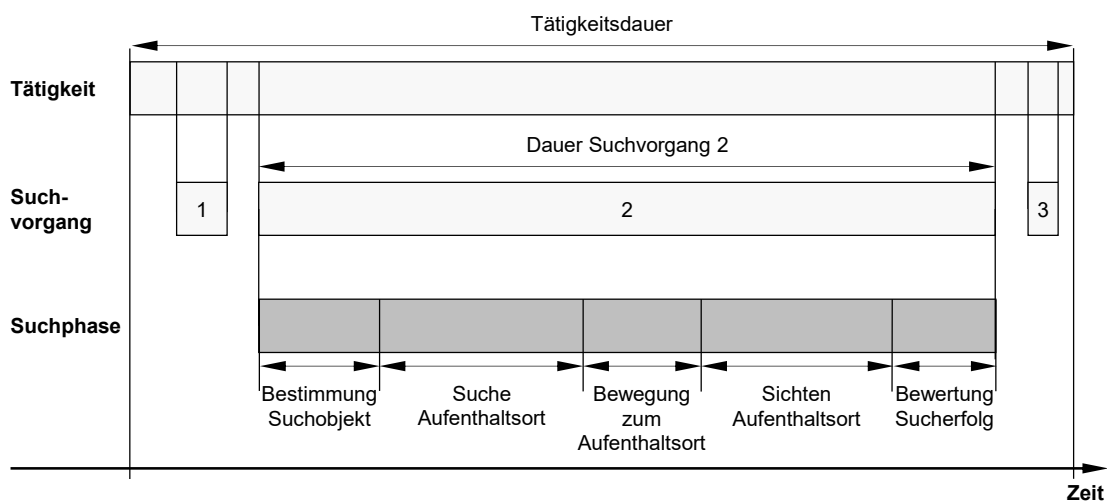 Tätigkeitsdauer
Tätigkeit
Dauer Suchvorgang 2
Such-
vorgang
1
2
3
Suchphase
Bestimmung
Suchobjekt
Suche
Aufenthaltsort
Bewegung
zum
Aufenthaltsort
Sichten
Aufenthaltsort
Bewertung
Sucherfolg
Zeit